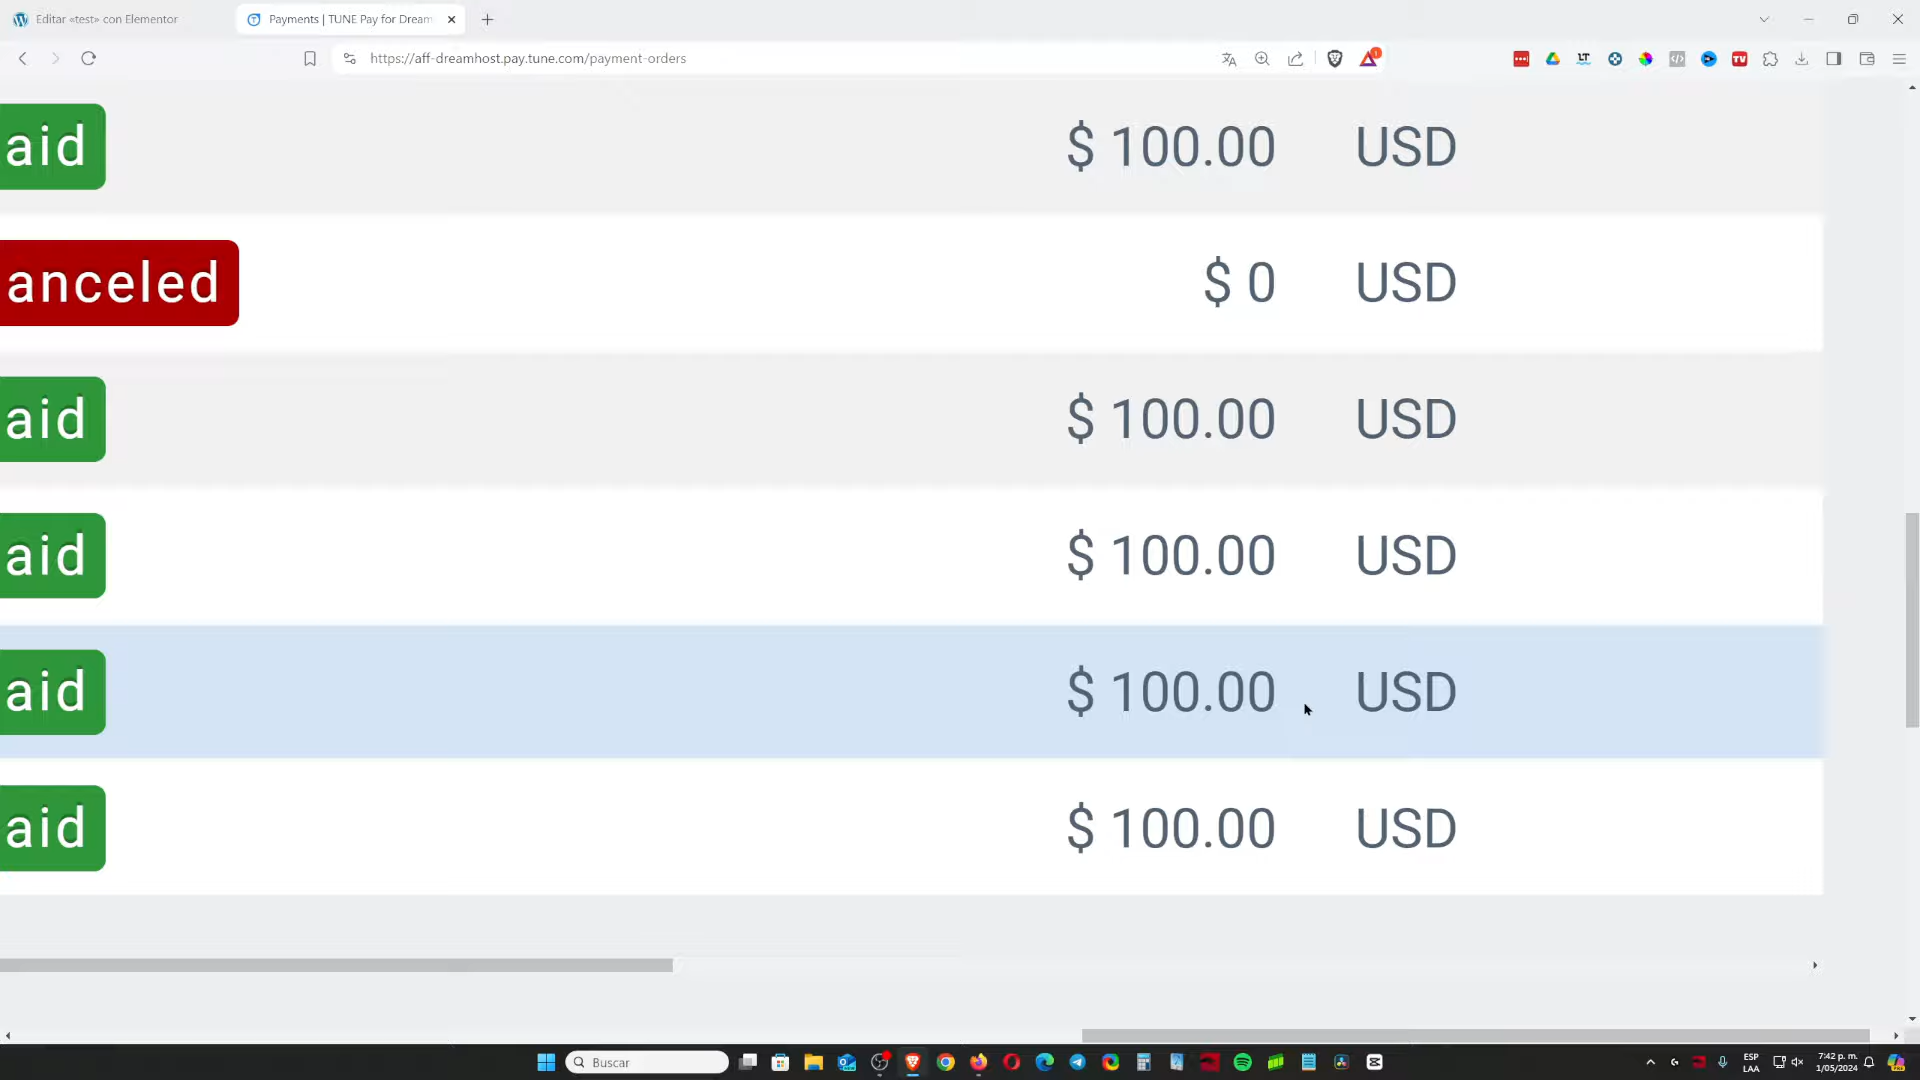 Editar «test» con Elementor
Payments | TUNE Pay for Dream
https://aff-dreamhost.pay.tune.com/payment-orders
aid $ 100.00 USD
anceled $ 0 USD
aid $ 100.00 USD
aid $ 100.00 USD
aid $ 100.00 USD
aid $ 100.00 USD
Buscar
ESP
LAA
7:42 p. m.
1/05/2024